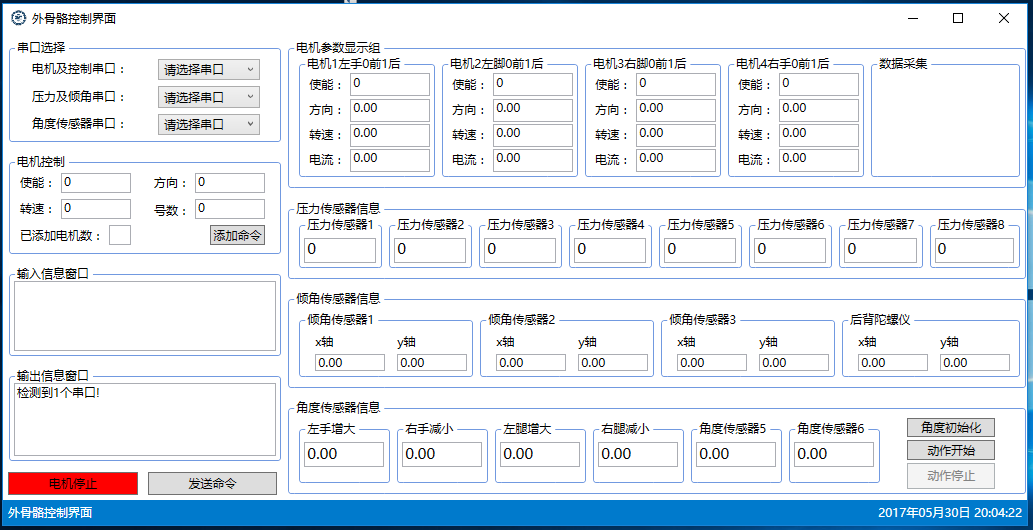 外骨骼控制界面
串口选择
电机及控制串口： 请选择串口
压力及倾角串口： 请选择串口
角度传感器串口： 请选择串口
电机控制
使能： 0 方向： 0
转速： 0 号数： 0
已添加电机数： 添加命令
输入信息窗口
输出信息窗口
检测到1个串口!
电机停止 发送命令
电机参数显示组
电机1左手0前1后 电机2左脚0前1后 电机3右脚0前1后 电机4右手0前1后 数据采集
使能： 0 使能： 0 使能： 0 使能： 0
方向： 0.00 方向： 0.00 方向： 0.00 方向： 0.00
转速： 0.00 转速： 0.00 转速： 0.00 转速： 0.00
电流： 0.00 电流： 0.00 电流： 0.00 电流： 0.00
压力传感器信息
压力传感器1 压力传感器2 压力传感器3 压力传感器4 压力传感器5 压力传感器6 压力传感器7 压力传感器8
0 0 0 0 0 0 0 0
倾角传感器信息
倾角传感器1 倾角传感器2 倾角传感器3 后背陀螺仪
x轴 y轴 x轴 y轴 x轴 y轴 x轴 y轴
0.00 0.00 0.00 0.00 0.00 0.00 0.00 0.00
角度传感器信息
左手增大 右手减小 左腿增大 右腿减小 角度传感器5 角度传感器6
0.00 0.00 0.00 0.00 0.00 0.00
角度初始化
动作开始
动作停止
外骨骼控制界面 2017年05月30日 20:04:22